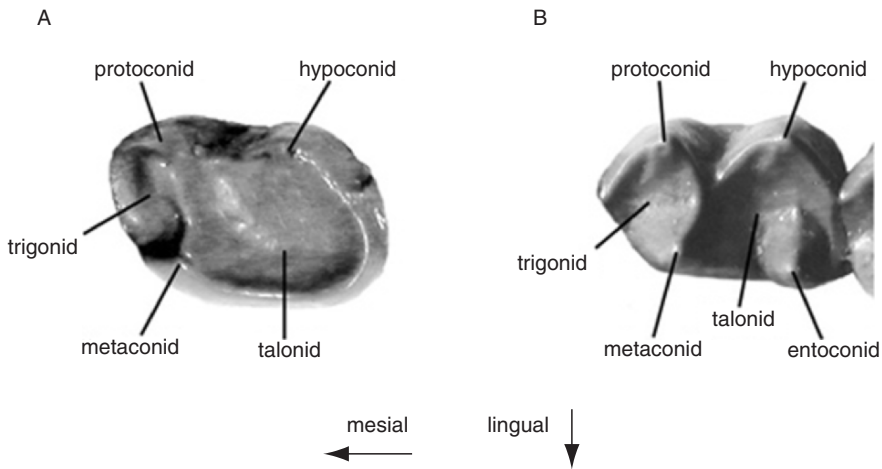 A
protoconid
hypoconid
trigonid
metaconid
talonid
B
protoconid
hypoconid
trigonid
talonid
metaconid
entoconid
mesial
lingual